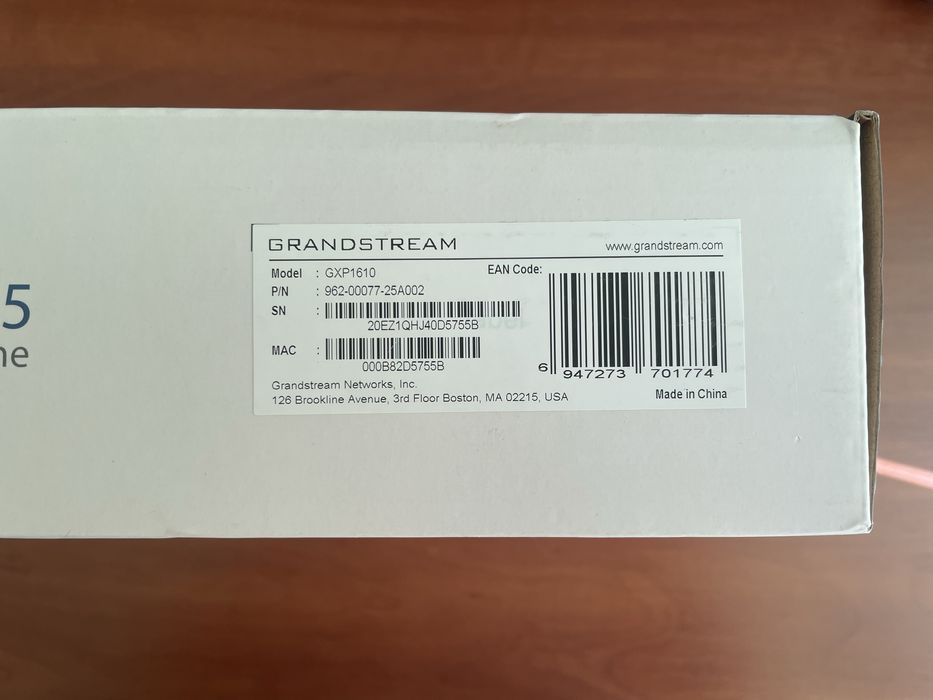 5
ne
GRANDSTREAM www.grandstream.com
Model : GXP1610 EAN Code:
P/N : 962-00077-25A002
SN :
20EZ1QHJ40D5755B
MAC :
000B82D5755B
6 947273 701774
Grandstream Networks, Inc.
126 Brookline Avenue, 3rd Floor Boston, MA 02215, USA Made in China